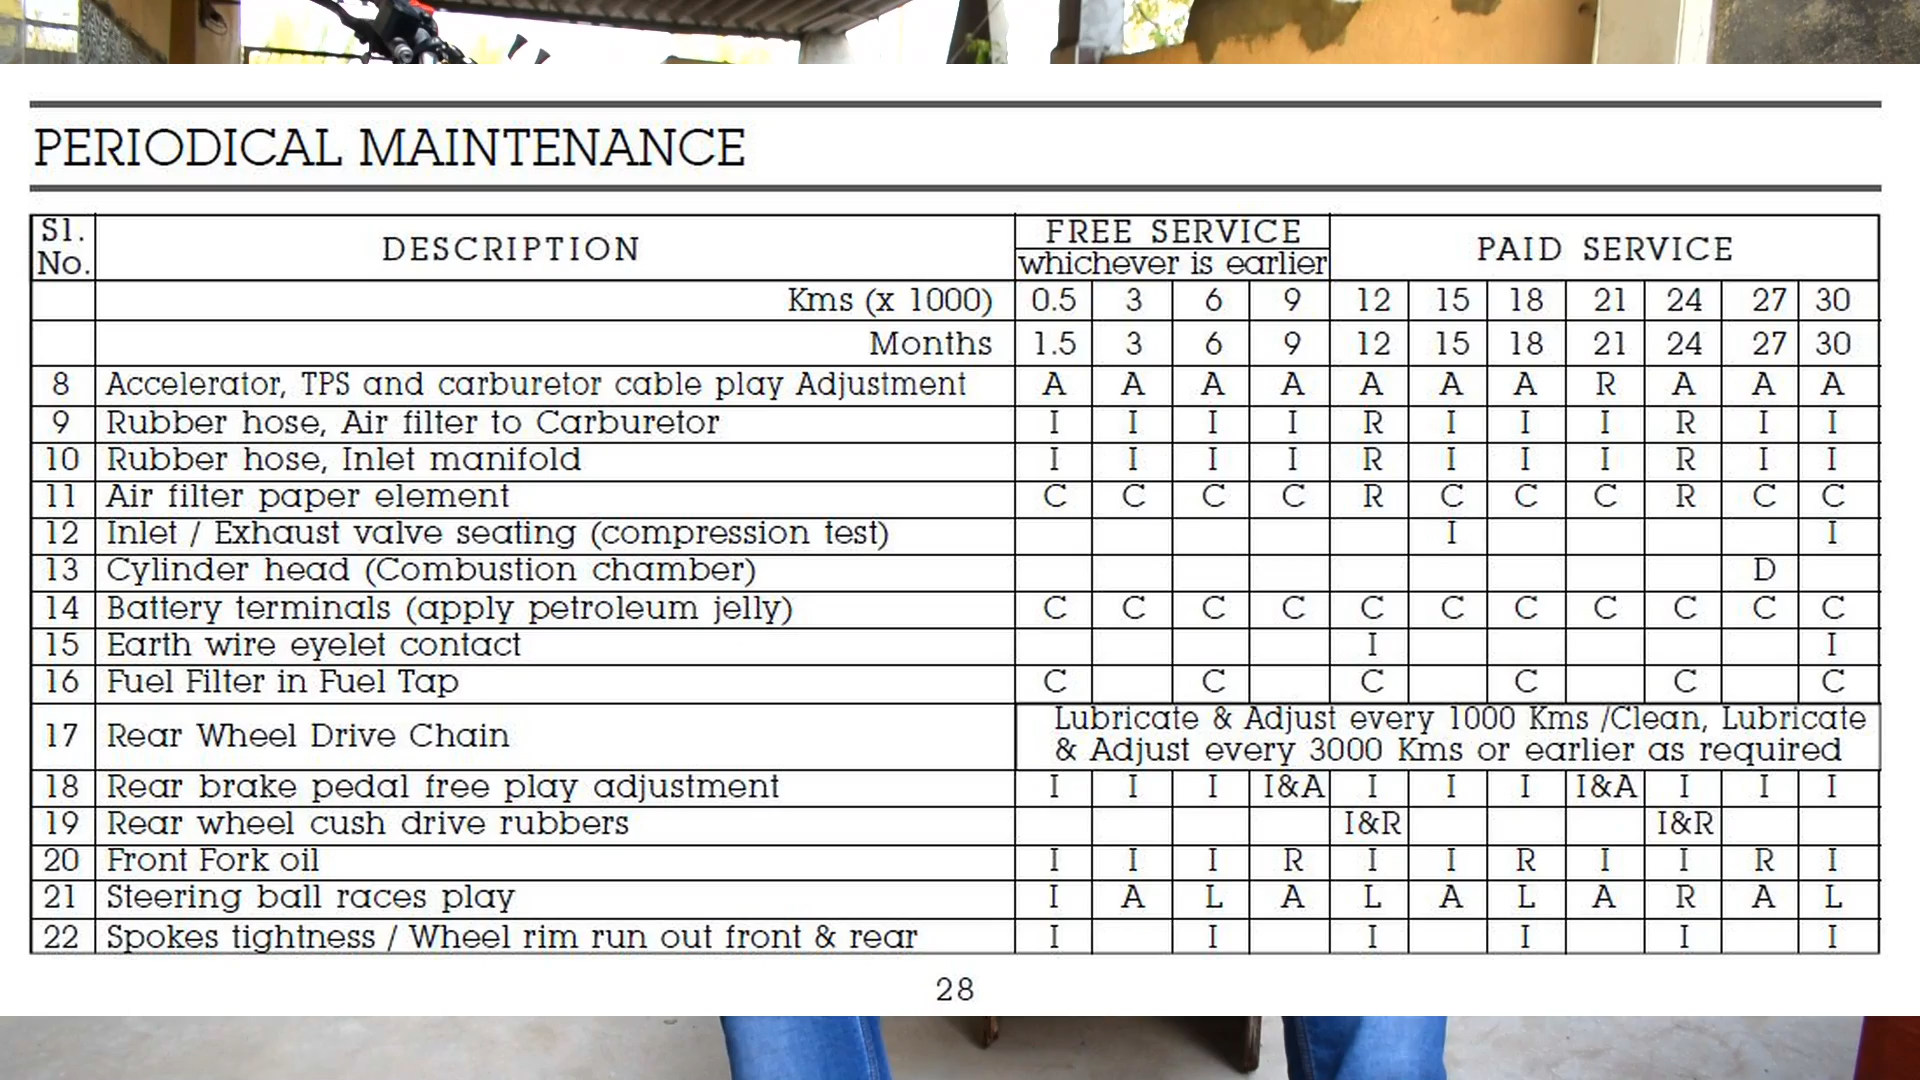 PERIODICAL MAINTENANCE
Sl. No. DESCRIPTION FREE SERVICE whichever is earlier PAID SERVICE
Kms (x 1000) 0.5 3 6 9 12 15 18 21 24 27 30
Months 1.5 3 6 9 12 15 18 21 24 27 30
8 Accelerator, TPS and carburetor cable play Adjustment A A A A A A A R A A A
9 Rubber hose, Air filter to Carburetor I I I I R I I I R I I
10 Rubber hose, Inlet manifold I I I I R I I I R I I
11 Air filter paper element C C C C R C C C R C C
12 Inlet / Exhaust valve seating (compression test) I I
13 Cylinder head (Combustion chamber) D
14 Battery terminals (apply petroleum jelly) C C C C C C C C C C C
15 Earth wire eyelet contact I I
16 Fuel Filter in Fuel Tap C C C C C C
17 Rear Wheel Drive Chain Lubricate & Adjust every 1000 Kms /Clean, Lubricate
& Adjust every 3000 Kms or earlier as required
18 Rear brake pedal free play adjustment I I I I&A I I I I&A I I I
19 Rear wheel cush drive rubbers I&R I&R
20 Front Fork oil I I I R I I R I I R I
21 Steering ball races play I A L A L A L A R A L
22 Spokes tightness / Wheel rim run out front & rear I I I I I I
28